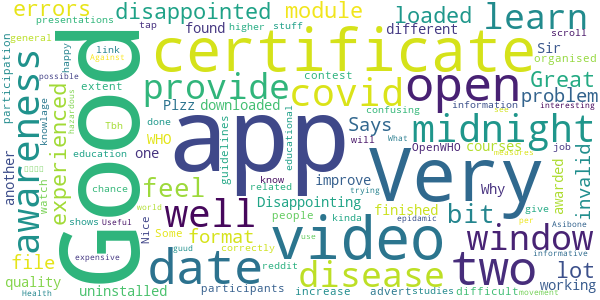 errors
presentations
disappointed
module
general
link
tap
happy
found
higher
stuff
different
scroll
possible
Against
loaded
learn
Good
certificate
Sir
organised
participation
awareness
experienced
extent
provide
contest
covid
open
Great
problem
knowlage
hazardous
Tbh
Plzz
downloaded
confusing
information
interesting
education
done
WHO
Says
will
What
midnight
guidelines
educational
app
Very
OpenWHO
courses
measures
job
invalid
another
watch
one
feel
know
related
improve
trying
Why
awarded
chance
shows
Useful
Nice
well
Disappointing
people
kinda
finished
bit
epidamic
give
per
Asibone
informative
file
world
Some
format
video
window
quality
expensive
date
correctly
guud
use
disease
two
lot
working
Health
uninstalled
participants
reddit
increase
advert
studies
difficult
movement